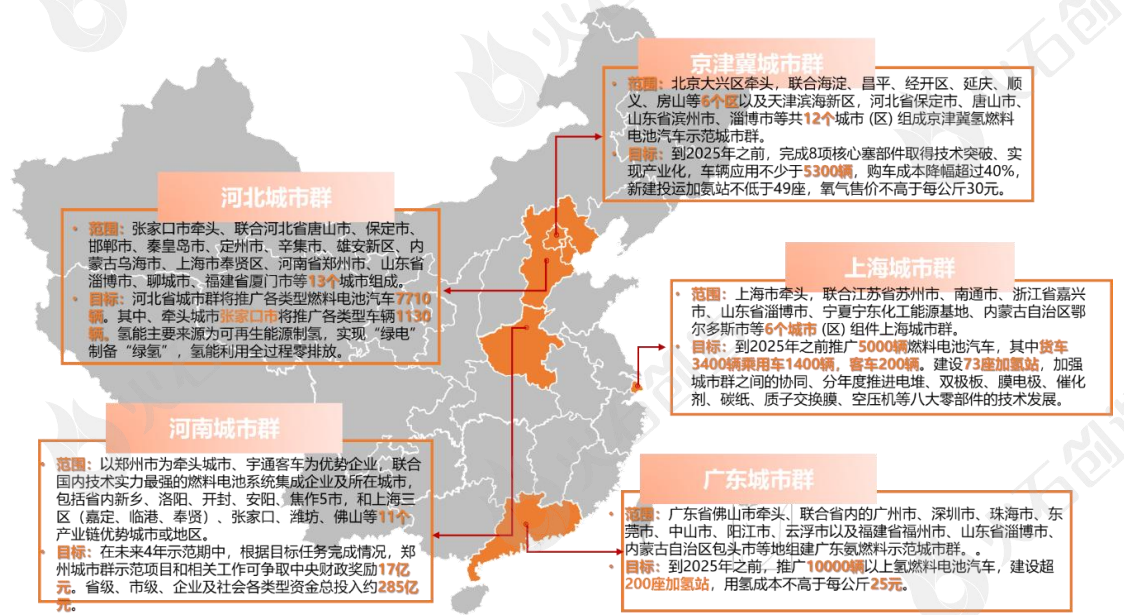 京津冀城市群
• 范围：北京大兴区牵头，联合海淀、昌平、经开区、延庆、顺
义、房山等6个区以及天津滨海新区，河北省保定市、唐山市、
山东省滨州市、淄博市等共12个城市 (区) 组成京津冀氢燃料
电池汽车示范城市群。
• 目标：到2025年之前，完成8项核心塞部件取得技术突破、实
现产业化，车辆应用不少于5300辆，购车成本降幅超过40%，
新建投运加氨站不低于49座，氧气售价不高于每公斤30元。
河北城市群
• 范围：张家口市牵头、联合河北省唐山市、保定市、
邯郸市、秦皇岛市、定州市、辛集市、雄安新区、内
蒙古乌海市、上海市奉贤区、河南省郑州市、山东省
淄博市、聊城市、福建省厦门市等13个城市组成。
• 目标：河北省城市群将推广各类型燃料电池汽车7710
辆。其中、牵头城市张家口市将推广各类型车辆1130
辆。氢能主要来源为可再生能源制氢，实现“绿电”
制备“绿氢”，氢能利用全过程零排放。
上海城市群
• 范围：上海市牵头，联合江苏省苏州市、南通市、浙江省嘉兴
市、山东省淄博市、宁夏宁东化工能源基地、内蒙古自治区鄂
尔多斯市等6个城市 (区) 组件上海城市群。
• 目标：到2025年之前推广5000辆燃料电池汽车，其中货车
3400辆乘用车1400辆，客车200辆。建设73座加氢站，加强
城市群之间的协同、分年度推进电堆、双极板、膜电极、催化
剂、碳纸、质子交换膜、空压机等八大零部件的技术发展。
河南城市群
• 范围：以郑州市为牵头城市、宇通客车为优势企业，联合
国内技术实力最强的燃料电池系统集成企业及所在城市，
包括省内新乡、洛阳、开封、安阳、焦作5市，和上海三
区（嘉定、临港、奉贤）、张家口、潍坊、佛山等11个
产业链优势城市或地区。
• 目标：在未来4年示范期中，根据目标任务完成情况，郑
州城市群示范项目和相关工作可争取中央财政奖励17亿
元。省级、市级、企业及社会各类型资金总投入约285亿
元。
广东城市群
• 范围：广东省佛山市牵头、联合省内的广州市、深圳市、珠海市、东
莞市、中山市、阳江市、云浮市以及福建省福州市、山东省淄博市、
内蒙古自治区包头市等地组建广东氨燃料示范城市群。。
• 目标：到2025年之前，推广10000辆以上氢燃料电池汽车，建设超
200座加氢站，用氢成本不高于每公斤25元。
火石创
火石创
火石创